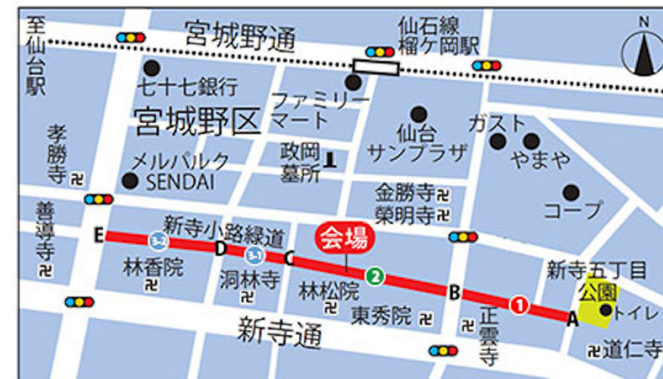 至仙台駅
宮城野通
仙石線
榴ケ岡駅
N
七十七銀行
ファミリー
マート
宮城野区
仙台
サンプラザ
ガスト
やまや
孝勝寺
メルパルク
SENDAI
政岡
墓所
金勝寺
榮明寺
コープ
善導寺
E
3-2
新寺小路緑道
D
3-1
C
会場
2
B
1
A
新寺五丁目
公園
トイレ
林香院
洞林寺
林松院
東秀院
正雲寺
道仁寺
新寺通